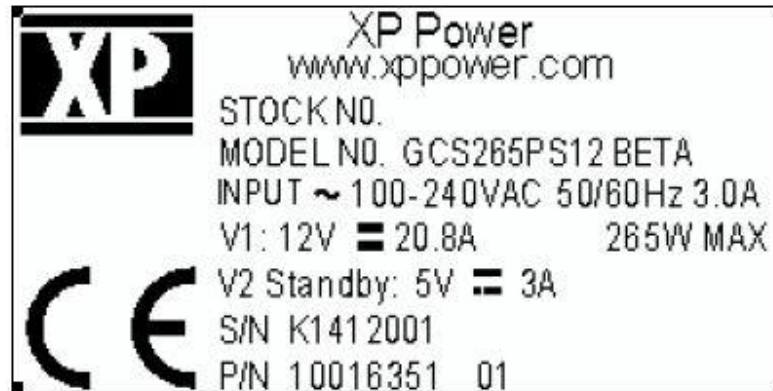 XP
XP Power
www.xppower.com
STOCK N0.
MODEL N0. GCS265PS12 BETA
INPUT ~ 100-240VAC 50/60Hz 3.0A
V1: 12V ⎓ 20.8A 265W MAX
V2 Standby: 5V ⎓ 3A
CE
S/N K1412001
P/N 10016351 01